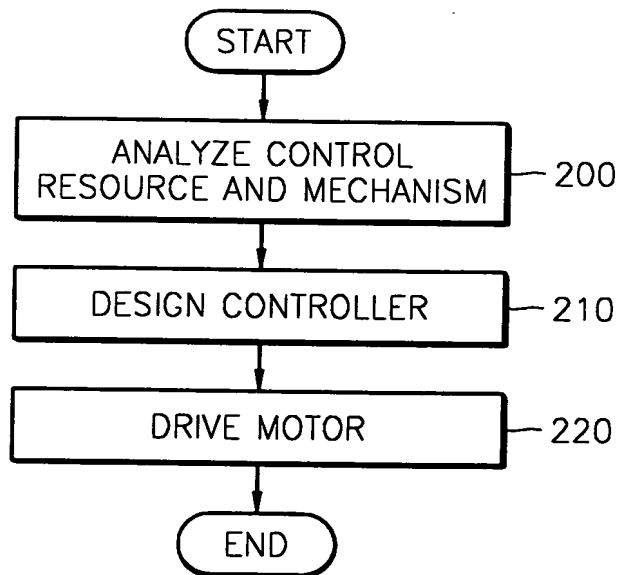 START
ANALYZE CONTROL
RESOURCE AND MECHANISM
200
DESIGN CONTROLLER
210
DRIVE MOTOR
220
END